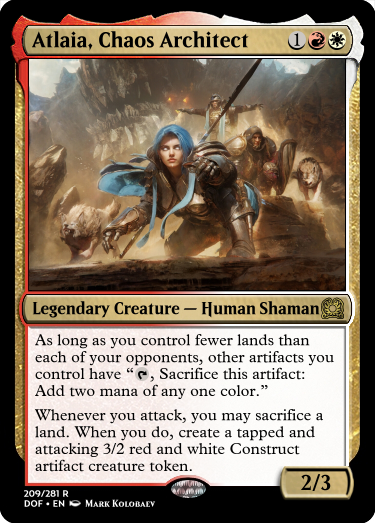 Atlaia, Chaos Architect 1
Legendary Creature — Human Shaman
As long as you control fewer lands than
each of your opponents, other artifacts you
control have “, Sacrifice this artifact:
Add two mana of any one color.”
Whenever you attack, you may sacrifice a
land. When you do, create a tapped and
attacking 3/2 red and white Construct
artifact creature token.
2/3
209/281 R
DOF • EN Mark Kolobaev